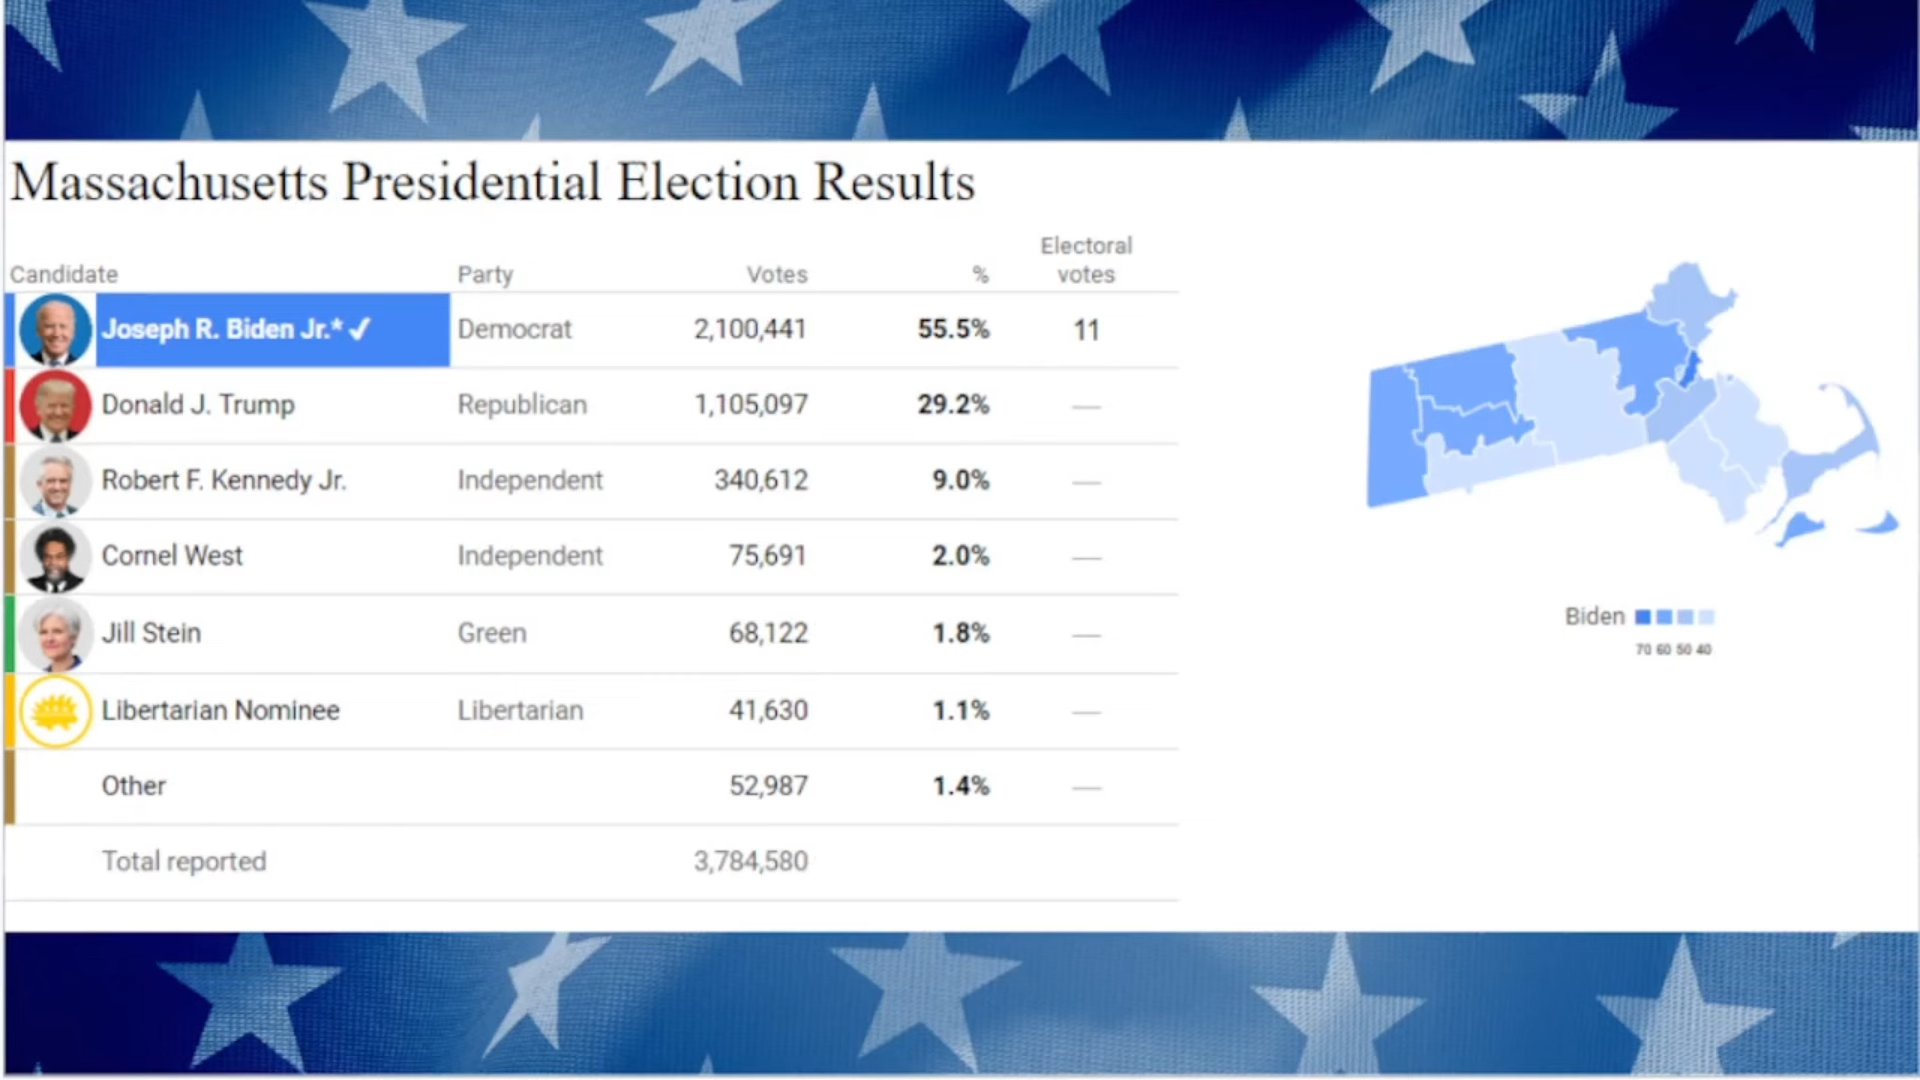 Massachusetts Presidential Election Results
Candidate Party Votes % Electoral votes
Joseph R. Biden Jr.* ✓ Democrat 2,100,441 55.5% 11
Donald J. Trump Republican 1,105,097 29.2% —
Robert F. Kennedy Jr. Independent 340,612 9.0% —
Cornel West Independent 75,691 2.0% —
Jill Stein Green 68,122 1.8% —
Libertarian Nominee Libertarian 41,630 1.1% —
Other 52,987 1.4% —
Total reported 3,784,580
Biden
70 60 50 40